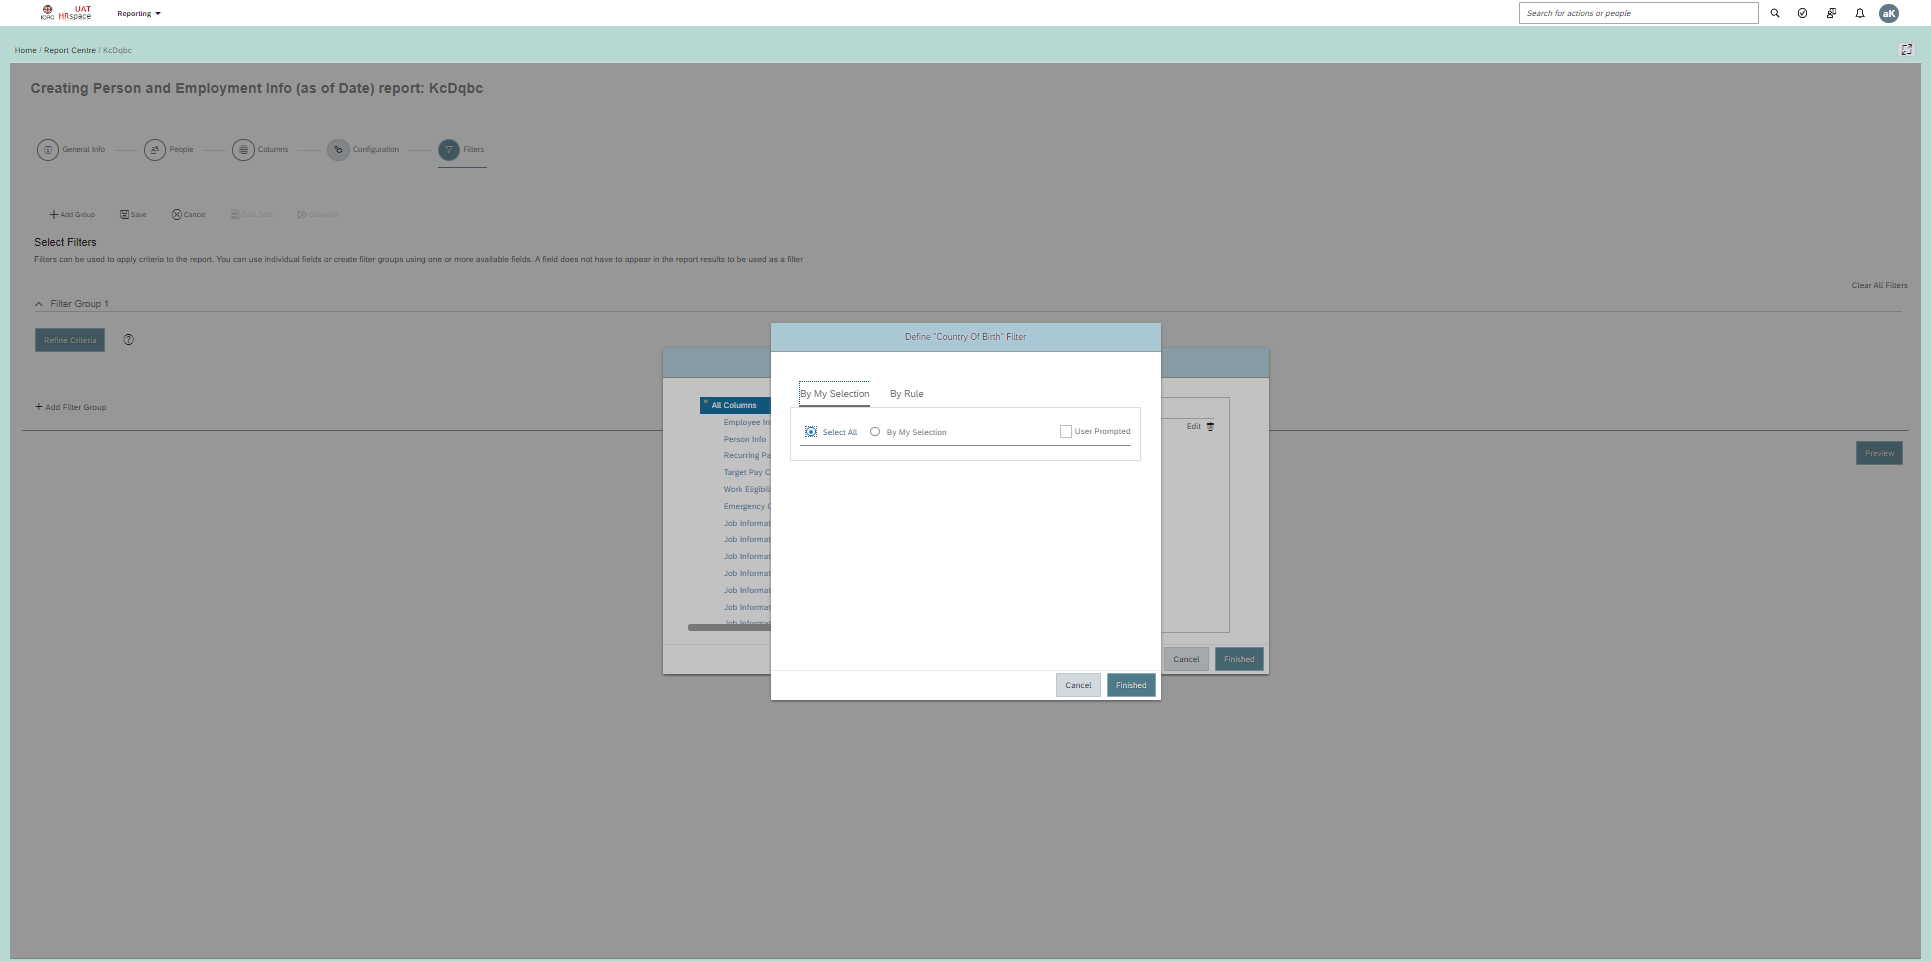 ICRC
UAT
HRspace
Reporting
Search for actions or people
aK
Home / Report Centre / KcDqbc
Creating Person and Employment Info (as of Date) report: KcDqbc
General Info
People
Columns
Configuration
Filters
Add Group
Save
Cancel
Generate
Select Filters
Filters can be used to apply criteria to the report. You can use individual fields or create filter groups using one or more available fields. A field does not have to appear in the report results to be used as a filter
Clear All Filters
Filter Group 1
Refine Criteria
Add Filter Group
Preview
Define "Country Of Birth" Filter
By My Selection
By Rule
Select All
By My Selection
User Prompted
Cancel
Finished
All Columns
Employee In
Person Info
Recurring Pa
Target Pay C
Work Eligibili
Emergency C
Job Informat
Job Informat
Job Informat
Job Informat
Job Informat
Job Informat
Job Informat
Edit
Cancel
Finished